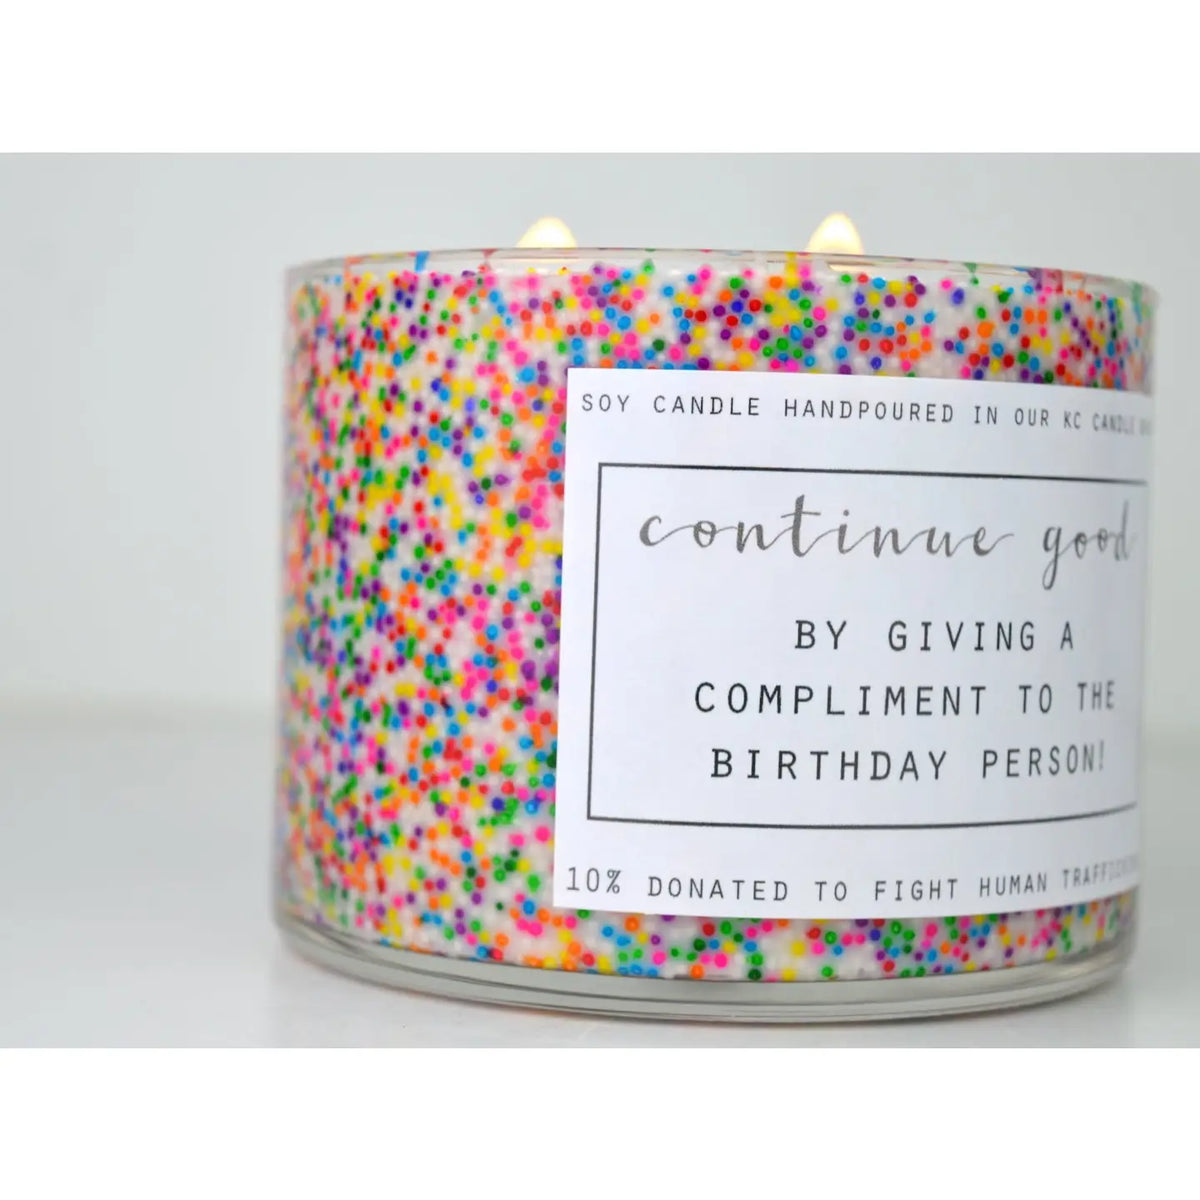 SOY CANDLE HANDPOURED IN OUR KC CANDLE
continue good
BY GIVING A
COMPLIMENT TO THE
BIRTHDAY PERSON!
10% DONATED TO FIGHT HUMAN TRAFFICKING